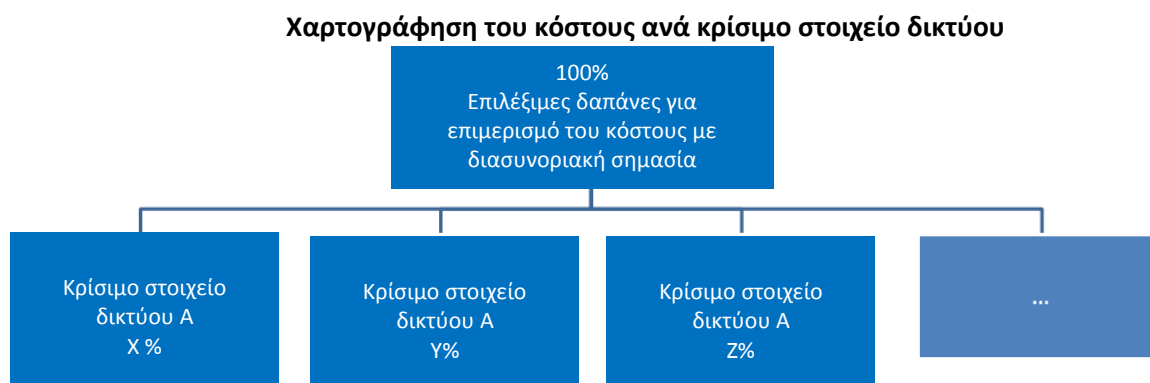 Χαρτογράφηση του κόστους ανά κρίσιμο στοιχείο δικτύου
100%
Επιλέξιμες δαπάνες για
επιμερισμό του κόστους με
διασυνοριακή σημασία
Κρίσιμο στοιχείο
δικτύου Α
Χ %
Κρίσιμο στοιχείο
δικτύου Α
Υ%
Κρίσιμο στοιχείο
δικτύου Α
Ζ%
...